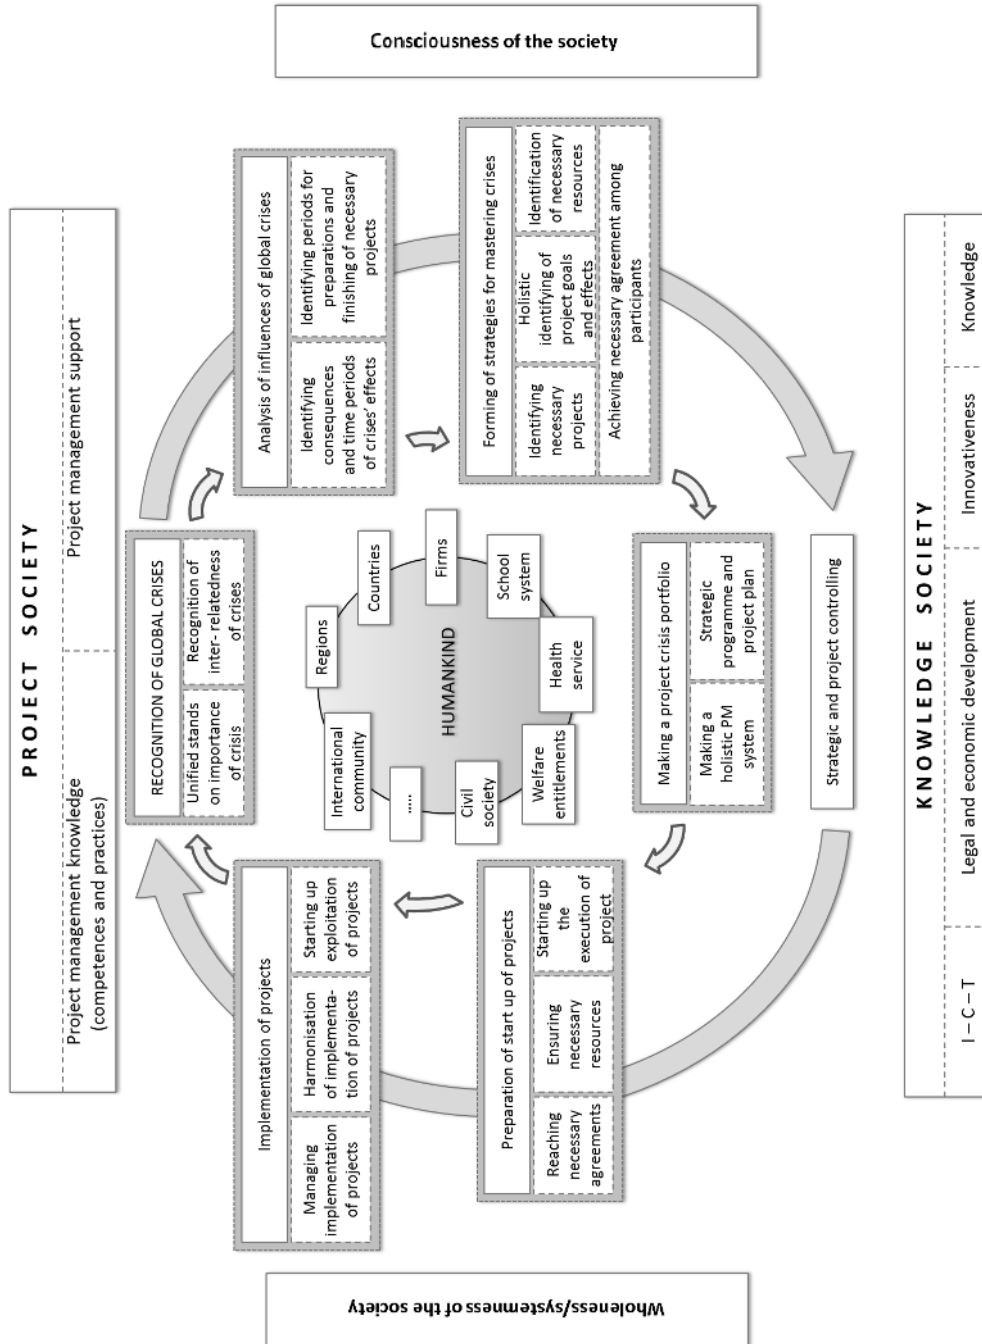 PROJECT SOCIETY
Project management knowledge
(competences and practices)
Project management support
Wholeness/systemness of the society
Consciousness of the society
RECOGNITION OF GLOBAL CRISES
Unified stands
on importance
of crisis
Recognition of
inter- relatedness
of crises
Analysis of influences of global crises
Identifying
consequences
and time periods
of crises' effects
Identifying periods for
preparations and
finishing of necessary
projects
Forming of strategies for mastering crises
Identifying
necessary
projects
Holistic
identifying of
project goals
and effects
Identification
of necessary
resources
Achieving necessary agreement among
participants
Making a project crisis portfolio
Making a
holistic PM
system
Strategic
programme and
project plan
Strategic and project controlling
Preparation of start up of projects
Reaching
necessary
agreements
Ensuring
necessary
resources
Starting up
the
execution of
project
Implementation of projects
Managing
implementation
of projects
Harmonisation
of implementa-
tion of projects
Starting up
exploitation
of projects
HUMANKIND
International
community
Regions
Countries
Firms
School
system
Health
service
Welfare
entitlements
Civil
society
.....
KNOWLEDGE SOCIETY
I – C – T
Legal and economic development
Innovativeness
Knowledge